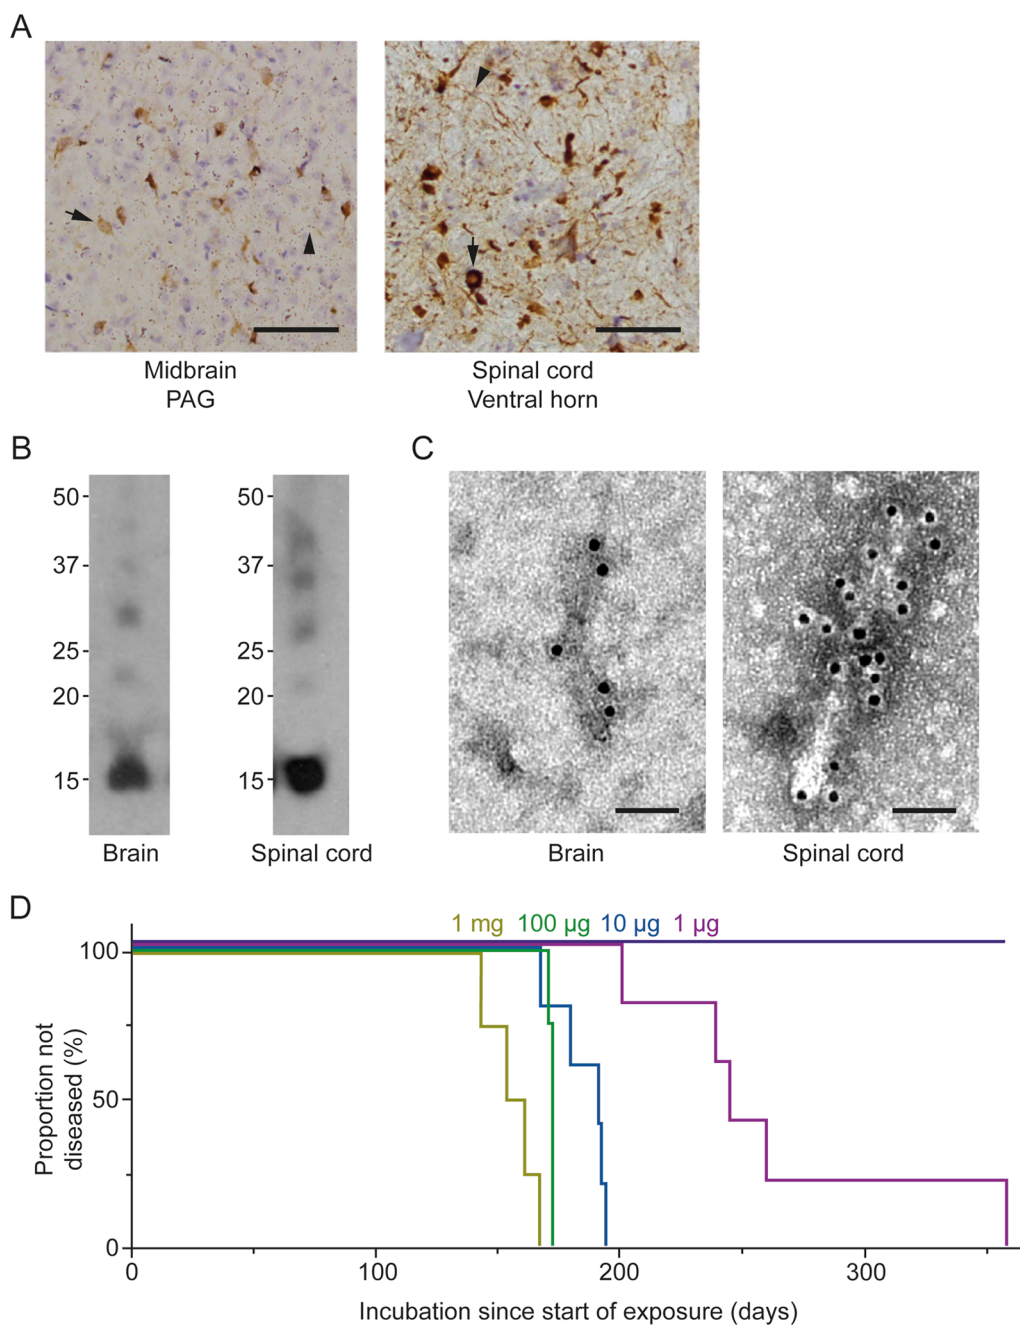 A
Midbrain
PAG
Spinal cord
Ventral horn
B
50
37
25
20
15
Brain
50
37
25
20
15
Spinal cord
C
Brain
Spinal cord
D
1 mg 100 µg 10 µg 1 µg
Proportion not
diseased (%)
100
50
0
0 100 200 300
Incubation since start of exposure (days)